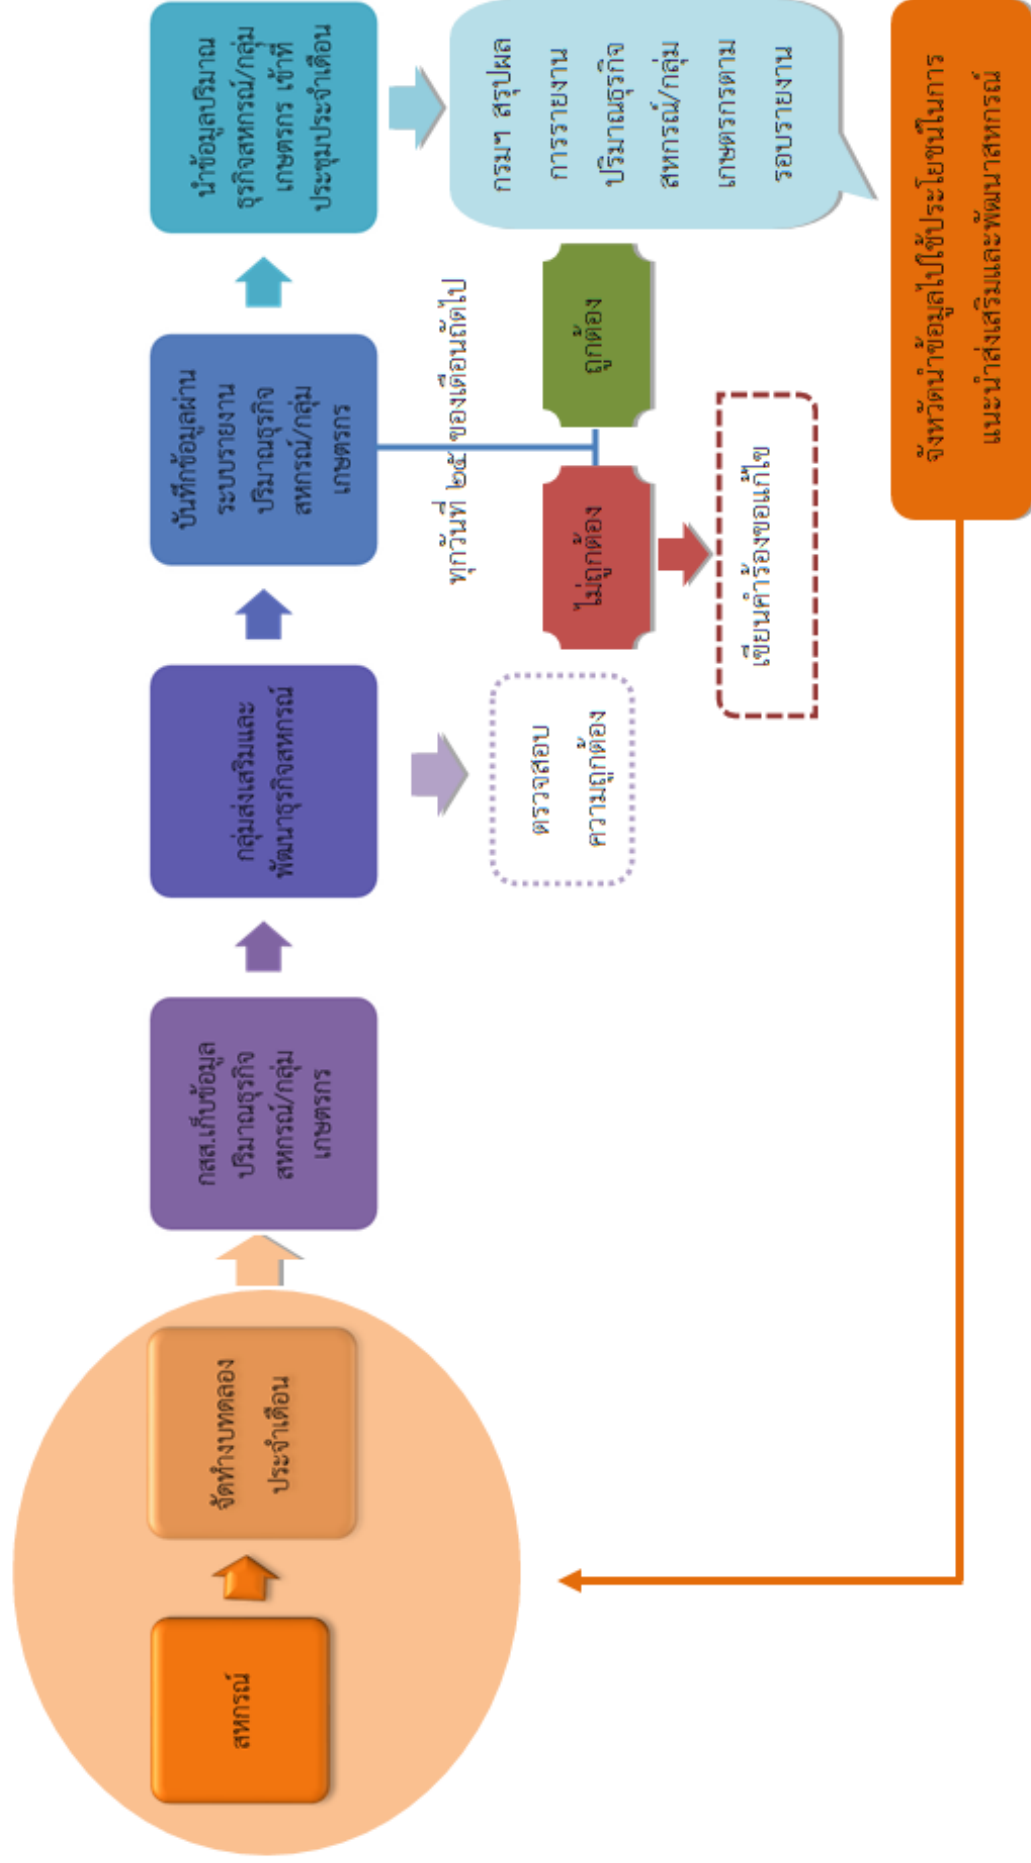 สหกรณ์
จัดทำงบทดลอง
ประจำเดือน
กสส.เก็บข้อมูล
ปริมาณธุรกิจ
สหกรณ์/กลุ่ม
เกษตรกร
กลุ่มส่งเสริมและ
พัฒนาธุรกิจสหกรณ์
บันทึกข้อมูลผ่าน
ระบบรายงาน
ปริมาณธุรกิจ
สหกรณ์/กลุ่ม
เกษตรกร
นำข้อมูลปริมาณ
ธุรกิจสหกรณ์/กลุ่ม
เกษตรกร เข้าที่
ประชุมประจำเดือน
ทุกวันที่ ๒๕ ของเดือนถัดไป
ตรวจสอบ
ความถูกต้อง
ไม่ถูกต้อง
ถูกต้อง
เขียนคำร้องขอแก้ไข
กรมฯ สรุปผล
การรายงาน
ปริมาณธุรกิจ
สหกรณ์/กลุ่ม
เกษตรกรตาม
รอบรายงาน
จังหวัดนำข้อมูลไปใช้ประโยชน์ในการ
แนะนำส่งเสริมและพัฒนาสหกรณ์